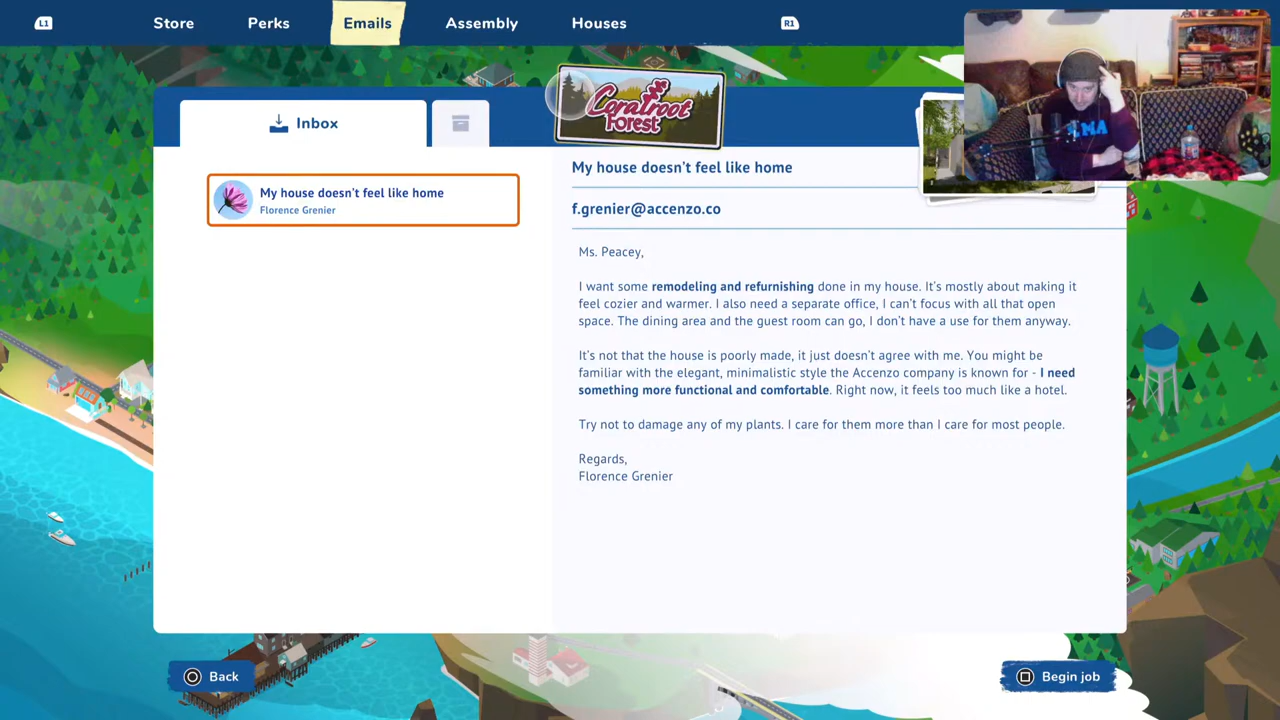 L1
Store
Perks
Emails
Assembly
Houses
R1
Inbox
Coralroot
Forest
My house doesn't feel like home
Florence Grenier
My house doesn't feel like home
f.grenier@accenzo.co
Ms. Peacey,
I want some remodeling and refurnishing done in my house. It's mostly about making it
feel cozier and warmer. I also need a separate office, I can't focus with all that open
space. The dining area and the guest room can go, I don't have a use for them anyway.
It's not that the house is poorly made, it just doesn't agree with me. You might be
familiar with the elegant, minimalistic style the Accenzo company is known for - I need
something more functional and comfortable. Right now, it feels too much like a hotel.
Try not to damage any of my plants. I care for them more than I care for most people.
Regards,
Florence Grenier
Back
Begin job